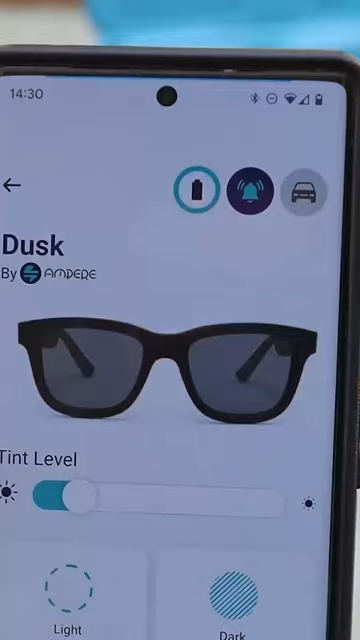 14:30
Dusk
By AMPERE
Tint Level
Light
Dark